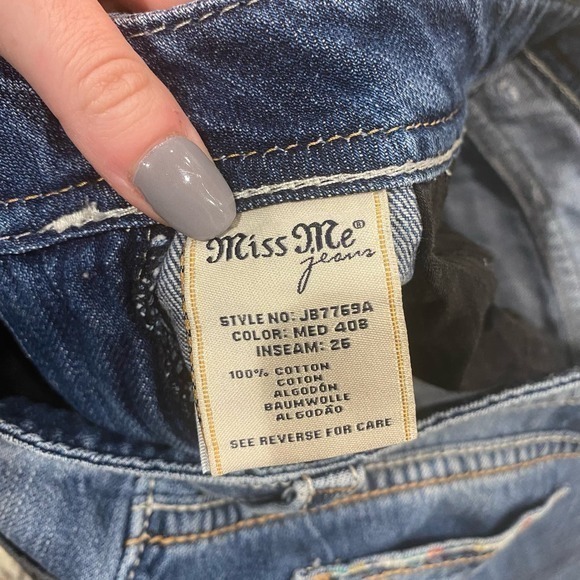 Miss Me®
jeans
STYLE NO: JB7769A
COLOR: MED 408
INSEAM: 26
100% COTTON
COTON
ALGODÓN
BAUMWOLLE
ALGODÃO
SEE REVERSE FOR CARE